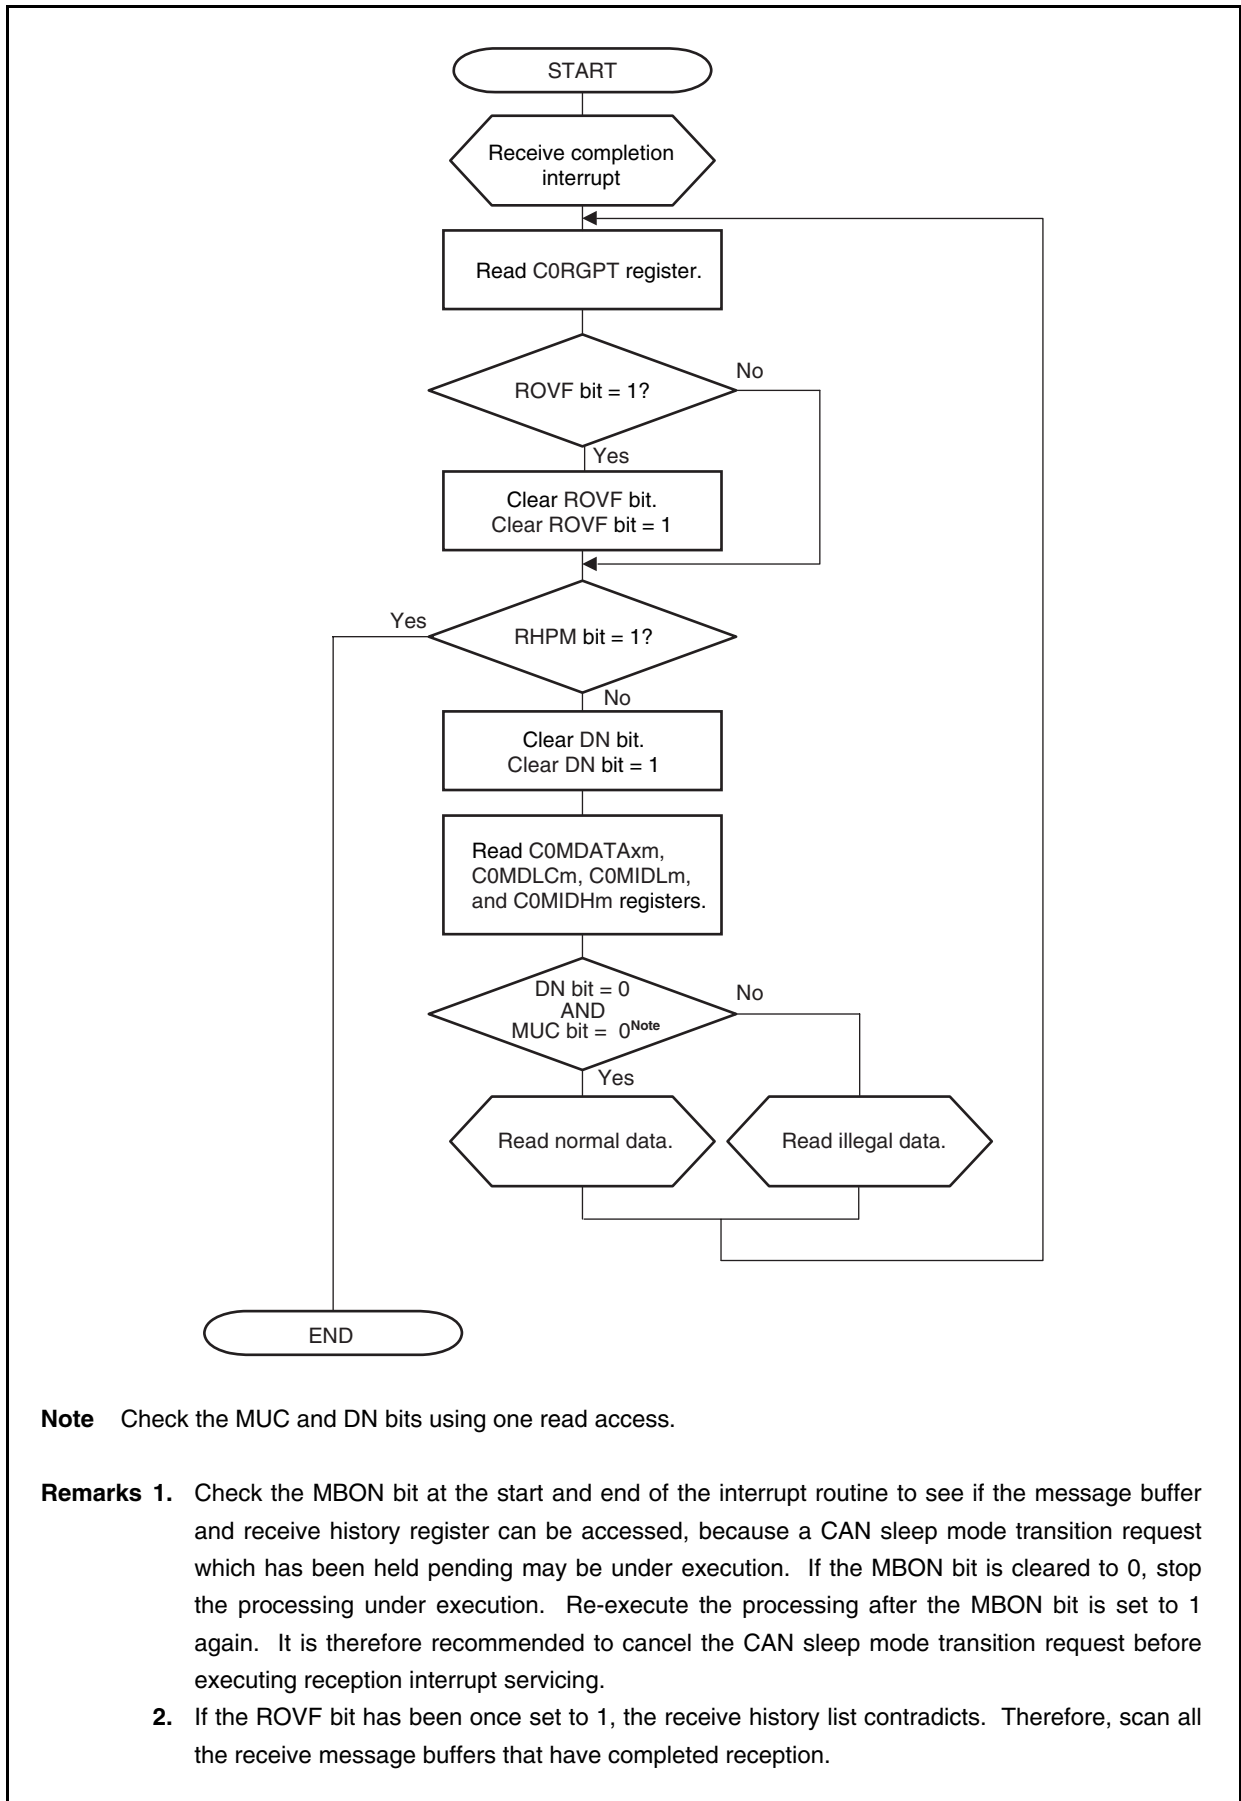 START
Receive completion
interrupt
Read C0RGPT register.
ROVF bit = 1?
No
Yes
Clear ROVF bit.
Clear ROVF bit = 1
Yes
RHPM bit = 1?
No
Clear DN bit.
Clear DN bit = 1
Read C0MDATAxm,
C0MDLCm, C0MIDLm,
and C0MIDHm registers.
DN bit = 0
AND
MUC bit = 0Note
No
Yes
Read normal data.
Read illegal data.
END
Note Check the MUC and DN bits using one read access.
Remarks 1. Check the MBON bit at the start and end of the interrupt routine to see if the message buffer
and receive history register can be accessed, because a CAN sleep mode transition request
which has been held pending may be under execution. If the MBON bit is cleared to 0, stop
the processing under execution. Re-execute the processing after the MBON bit is set to 1
again. It is therefore recommended to cancel the CAN sleep mode transition request before
executing reception interrupt servicing.
2. If the ROVF bit has been once set to 1, the receive history list contradicts. Therefore, scan all
the receive message buffers that have completed reception.